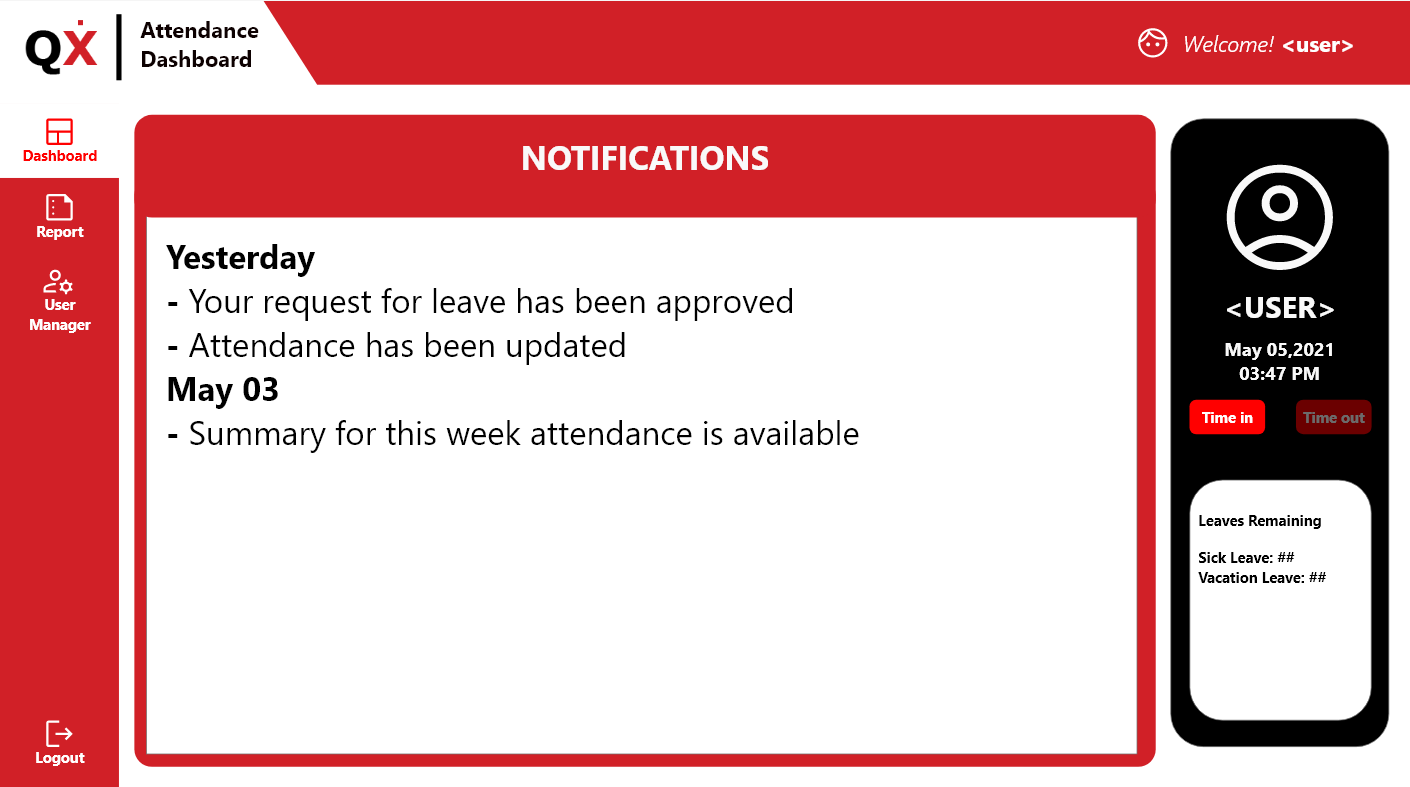 QX
Attendance
Dashboard
Welcome! <user>
Dashboard
Report
User
Manager
Logout
NOTIFICATIONS
Yesterday
- Your request for leave has been approved
- Attendance has been updated
May 03
- Summary for this week attendance is available
<USER>
May 05,2021
03:47 PM
Time in
Time out
Leaves Remaining
Sick Leave: ##
Vacation Leave: ##